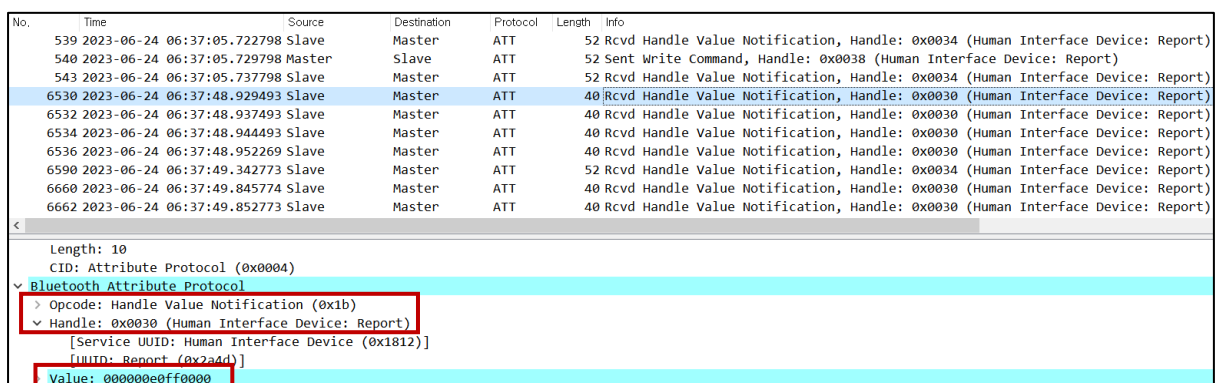 No. Time Source Destination Protocol Length Info
539 2023-06-24 06:37:05.722798 Slave Master ATT 52 Rcvd Handle Value Notification, Handle: 0x0034 (Human Interface Device: Report)
540 2023-06-24 06:37:05.729798 Master Slave ATT 52 Sent Write Command, Handle: 0x0038 (Human Interface Device: Report)
543 2023-06-24 06:37:05.737798 Slave Master ATT 52 Rcvd Handle Value Notification, Handle: 0x0034 (Human Interface Device: Report)
6530 2023-06-24 06:37:48.929493 Slave Master ATT 40 Rcvd Handle Value Notification, Handle: 0x0030 (Human Interface Device: Report)
6532 2023-06-24 06:37:48.937493 Slave Master ATT 40 Rcvd Handle Value Notification, Handle: 0x0030 (Human Interface Device: Report)
6534 2023-06-24 06:37:48.944493 Slave Master ATT 40 Rcvd Handle Value Notification, Handle: 0x0030 (Human Interface Device: Report)
6536 2023-06-24 06:37:48.952269 Slave Master ATT 40 Rcvd Handle Value Notification, Handle: 0x0030 (Human Interface Device: Report)
6590 2023-06-24 06:37:49.342773 Slave Master ATT 52 Rcvd Handle Value Notification, Handle: 0x0034 (Human Interface Device: Report)
6660 2023-06-24 06:37:49.845774 Slave Master ATT 40 Rcvd Handle Value Notification, Handle: 0x0030 (Human Interface Device: Report)
6662 2023-06-24 06:37:49.852773 Slave Master ATT 40 Rcvd Handle Value Notification, Handle: 0x0030 (Human Interface Device: Report)
Length: 10
CID: Attribute Protocol (0x0004)
Bluetooth Attribute Protocol
Opcode: Handle Value Notification (0x1b)
Handle: 0x0030 (Human Interface Device: Report)
[Service UUID: Human Interface Device (0x1812)]
[UUID: Report (0x2a4d)]
Value: 000000e0ff0000